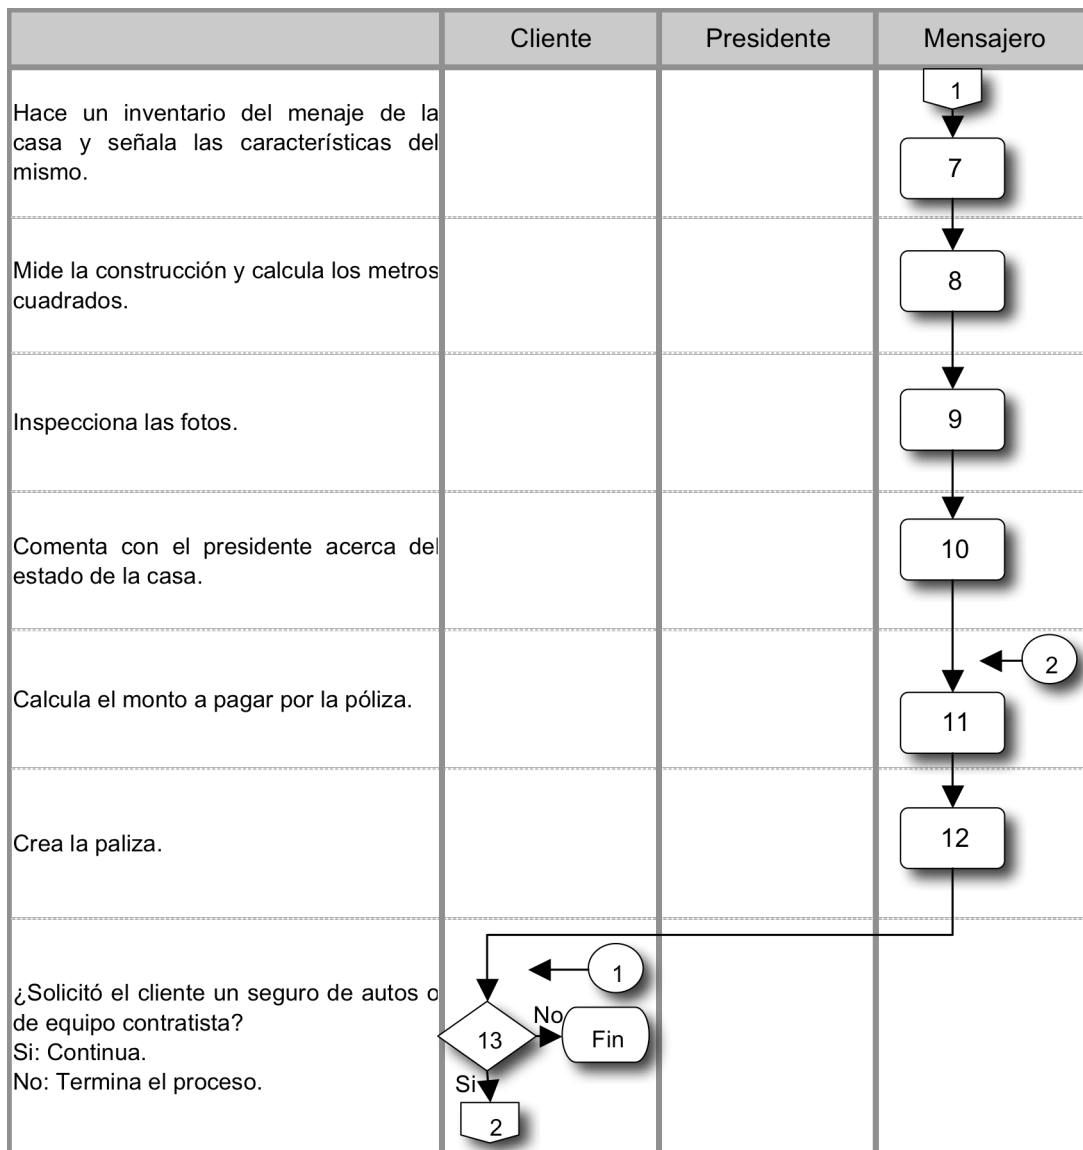 Cliente Presidente Mensajero
1
Hace un inventario del menaje de la
casa y señala las características del
mismo.
7
Mide la construcción y calcula los metros
cuadrados.
8
Inspecciona las fotos.
9
Comenta con el presidente acerca del
estado de la casa.
10
2
Calcula el monto a pagar por la póliza.
11
Crea la paliza.
12
¿Solicitó el cliente un seguro de autos o
de equipo contratista?
Si: Continua.
No: Termina el proceso.
1
No
13
Fin
Si
2